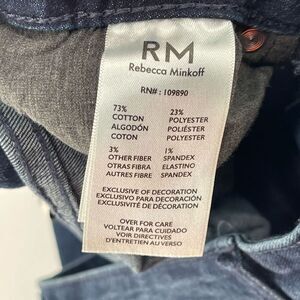 RM
Rebecca Minkoff
RN# : 109890
73% 23%
COTTON POLYESTER
ALGODÓN POLIÉSTER
COTON POLYESTER
3% 1%
OTHER FIBER SPANDEX
OTRAS FIBRA ELASTINO
AUTRES FIBRE SPANDEX
EXCLUSIVE OF DECORATION
EXCLUSIVO PARA DECORACIÓN
EXCLUSIVE DE DÉCORATION
OVER FOR CARE
VOLTEAR PARA CUIDADO
VOIR DIRECTIVES
D'ENTRETIEN AU VERSO